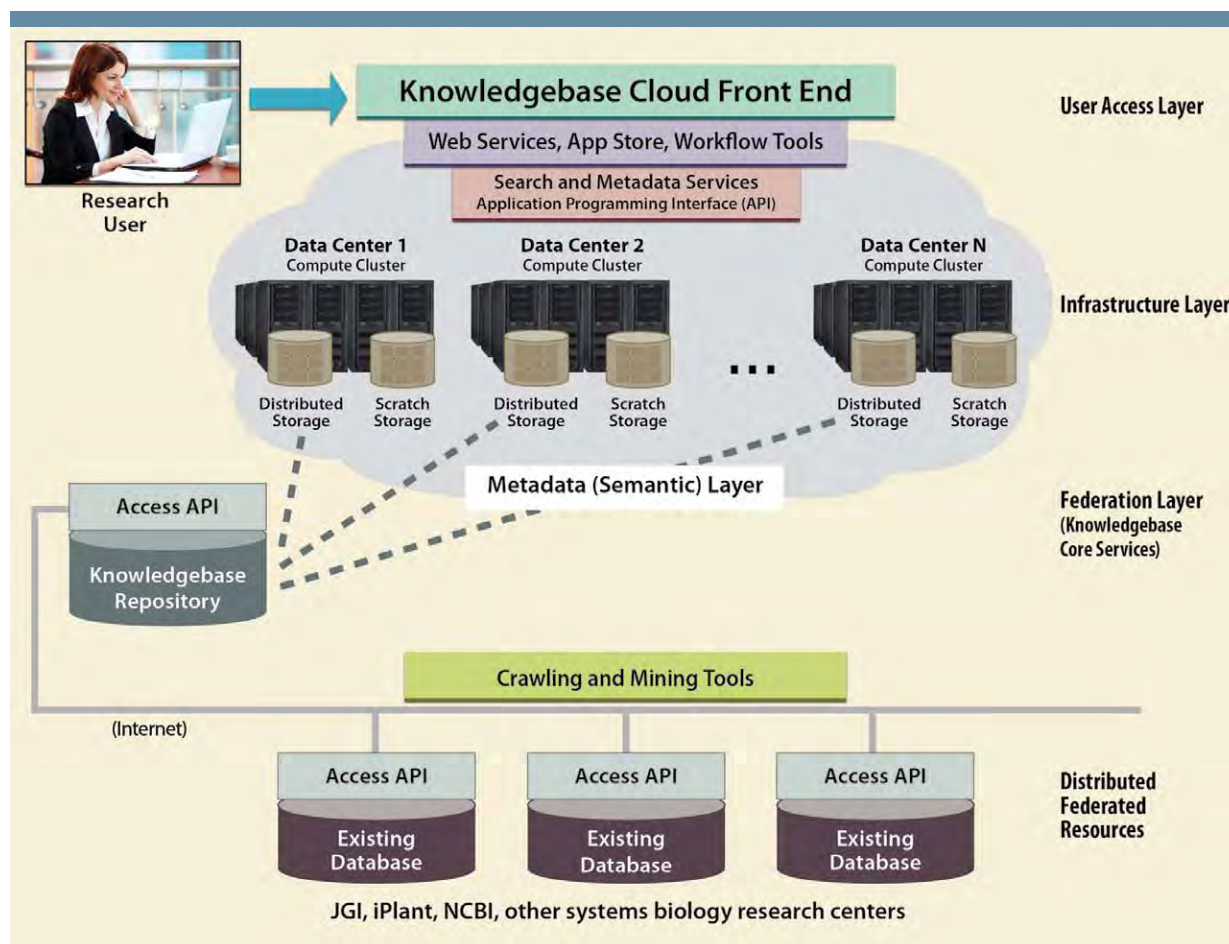 Knowledgebase Cloud Front End
User Access Layer
Web Services, App Store, Workflow Tools
Search and Metadata Services
Application Programming Interface (API)
Research
User
Data Center 1
Compute Cluster
Data Center 2
Compute Cluster
Data Center N
Compute Cluster
Infrastructure Layer
...
Distributed
Storage
Scratch
Storage
Distributed
Storage
Scratch
Storage
Distributed
Storage
Scratch
Storage
Metadata (Semantic) Layer
Federation Layer
(Knowledgebase
Core Services)
Access API
Knowledgebase
Repository
Crawling and Mining Tools
(Internet)
Access API
Existing
Database
Access API
Existing
Database
Access API
Existing
Database
Distributed
Federated
Resources
JGI, iPlant, NCBI, other systems biology research centers